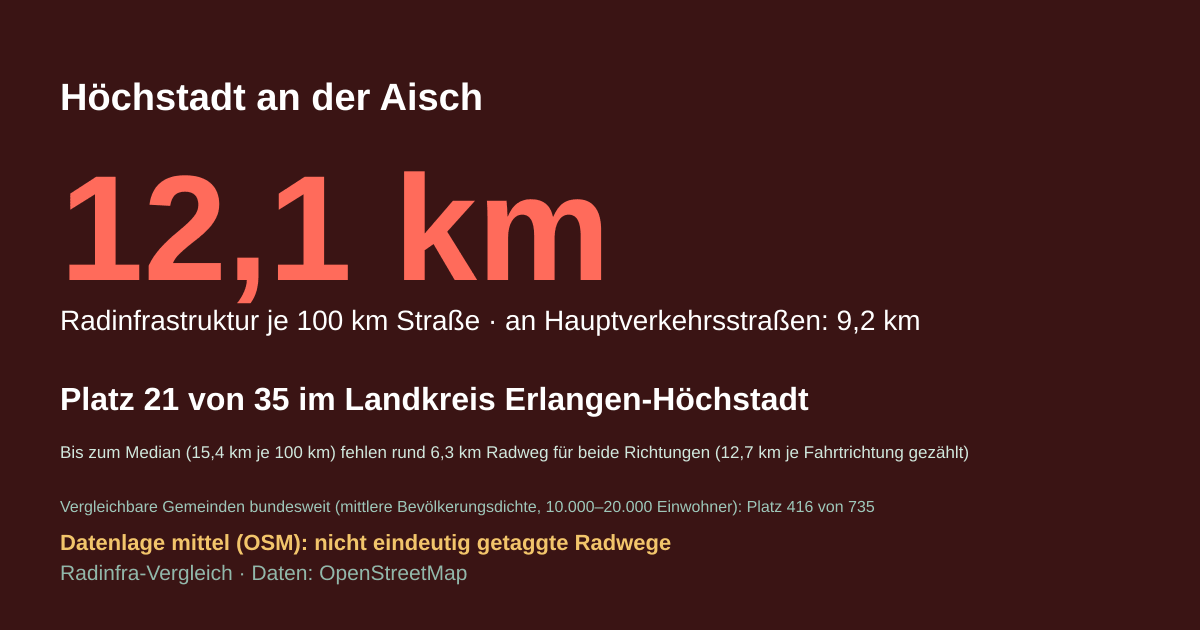 Höchstadt an der Aisch
12,1 km
Radinfrastruktur je 100 km Straße · an Hauptverkehrsstraßen: 9,2 km
Platz 21 von 35 im Landkreis Erlangen-Höchstadt
Bis zum Median (15,4 km je 100 km) fehlen rund 6,3 km Radweg für beide Richtungen (12,7 km je Fahrtrichtung gezählt)
Vergleichbare Gemeinden bundesweit (mittlere Bevölkerungsdichte, 10.000–20.000 Einwohner): Platz 416 von 735
Datenlage mittel (OSM): nicht eindeutig getaggte Radwege
Radinfra-Vergleich · Daten: OpenStreetMap